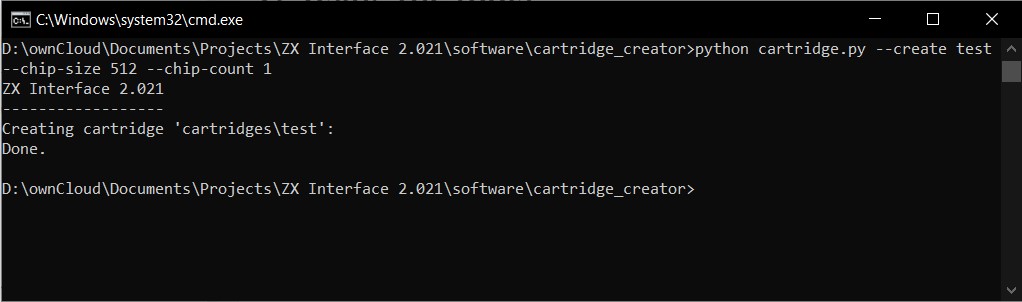 C:\Windows\system32\cmd.exe
D:\ownCloud\Documents\Projects\ZX Interface 2.021\software\cartridge_creator>python cartridge.py --create test
--chip-size 512 --chip-count 1
ZX Interface 2.021
------------------
Creating cartridge 'cartridges\test':
Done.
D:\ownCloud\Documents\Projects\ZX Interface 2.021\software\cartridge_creator>